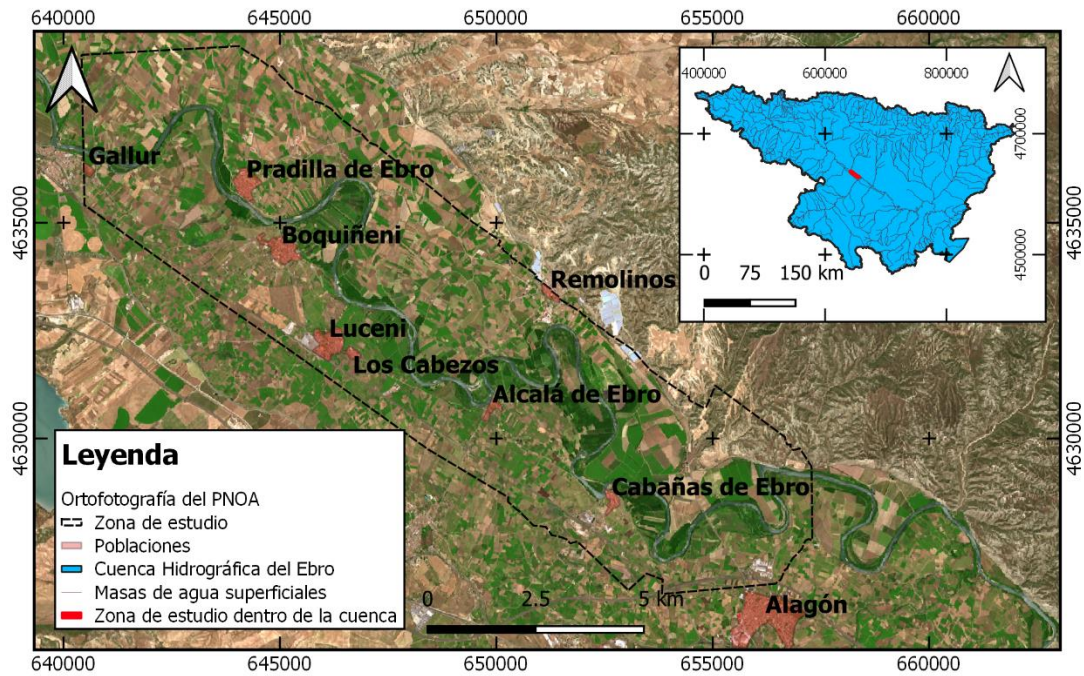 640000 645000 650000 655000 660000
400000 600000 800000
4700000
4500000
0 75 150 km
Gallur
Pradilla de Ebro
Boquiñeni
Remolinos
Luceni
Los Cabezos
Alcalá de Ebro
Cabañas de Ebro
Alagón
4635000
4630000
4635000
4630000
Leyenda
Ortofotografía del PNOA
Zona de estudio
Poblaciones
Cuenca Hidrográfica del Ebro
Masas de agua superficiales
Zona de estudio dentro de la cuenca
0 2.5 5 km
640000 645000 650000 655000 660000